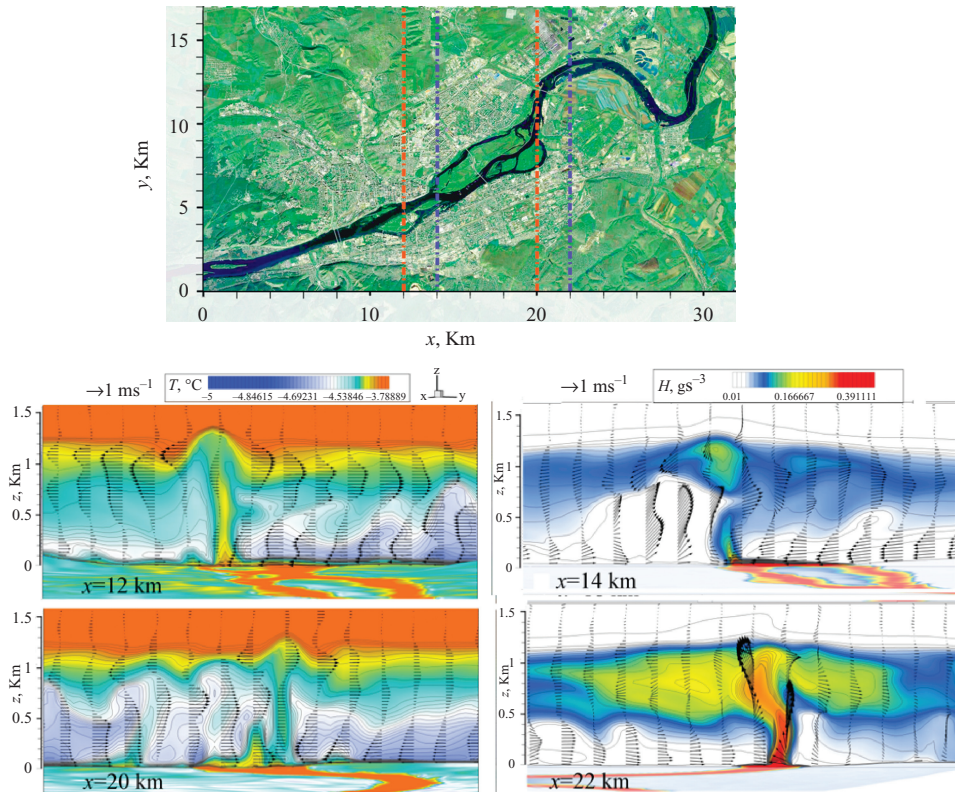 15
10
5
0
y, Km
0
10
20
30
x, Km
→1 ms⁻¹
T, °C
−5 −4.84615 −4.69231 −4.53846 −3.78889
z
x
y
1.5
1
0.5
0
z, Km
x=12 km
→1 ms⁻¹
H, gs⁻³
0.01 0.166667 0.391111
1.5
1
0.5
0
z, Km
x=14 km
1.5
1
0.5
0
z, Km
x=20 km
1.5
1
0.5
0
z, Km
x=22 km